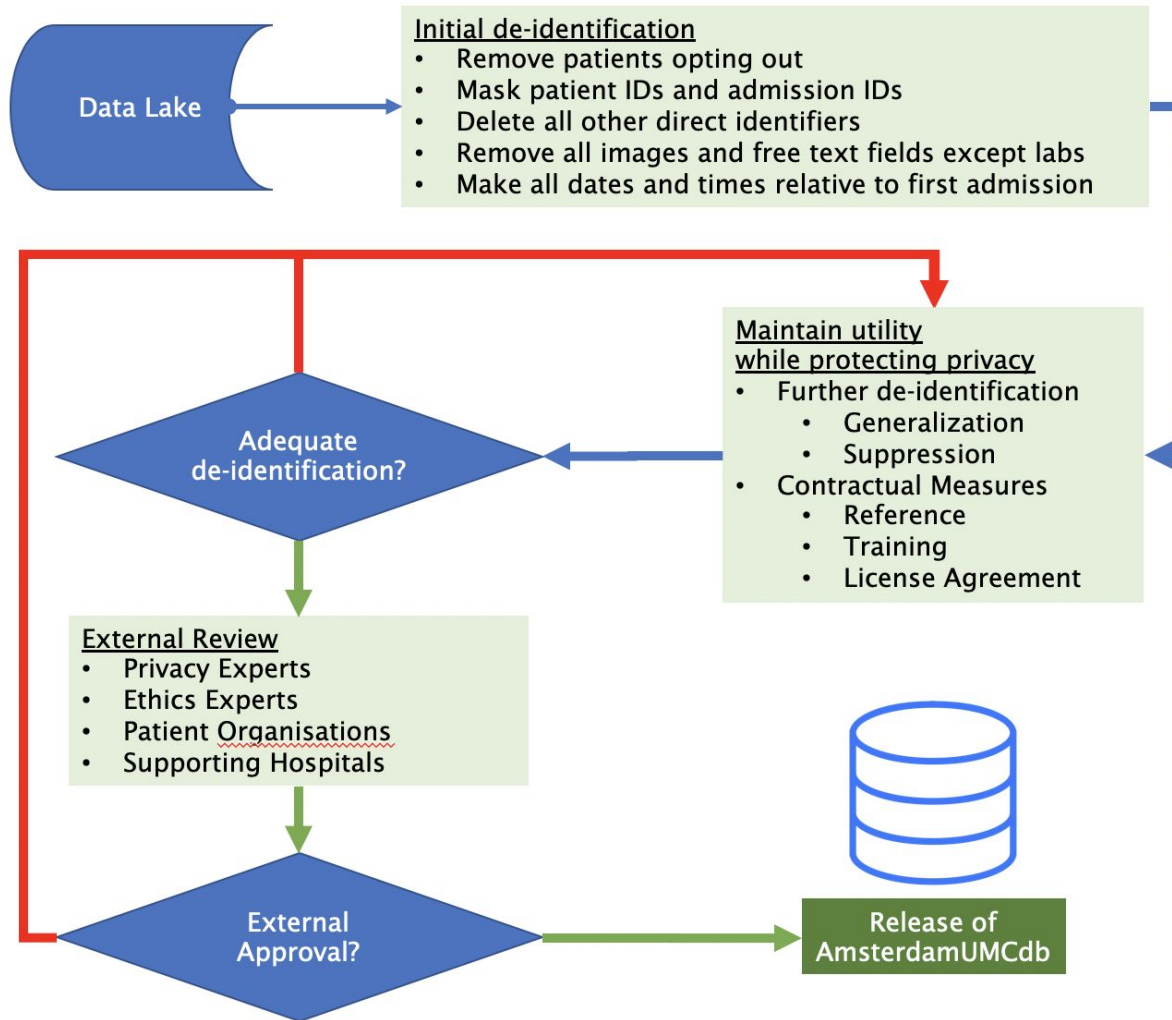 Data Lake
Initial de-identification
• Remove patients opting out
• Mask patient IDs and admission IDs
• Delete all other direct identifiers
• Remove all images and free text fields except labs
• Make all dates and times relative to first admission
Maintain utility
while protecting privacy
• Further de-identification
• Generalization
• Suppression
• Contractual Measures
• Reference
• Training
• License Agreement
Adequate
de-identification?
External Review
• Privacy Experts
• Ethics Experts
• Patient Organisations
• Supporting Hospitals
External
Approval?
Release of
AmsterdamUMCdb